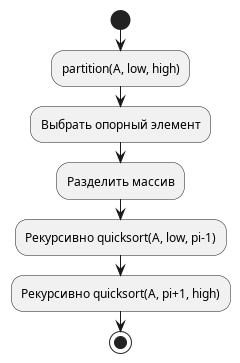 partition(A, low, high)
Выбрать опорный элемент
Разделить массив
Рекурсивно quicksort(A, low, pi-1)
Рекурсивно quicksort(A, pi+1, high)